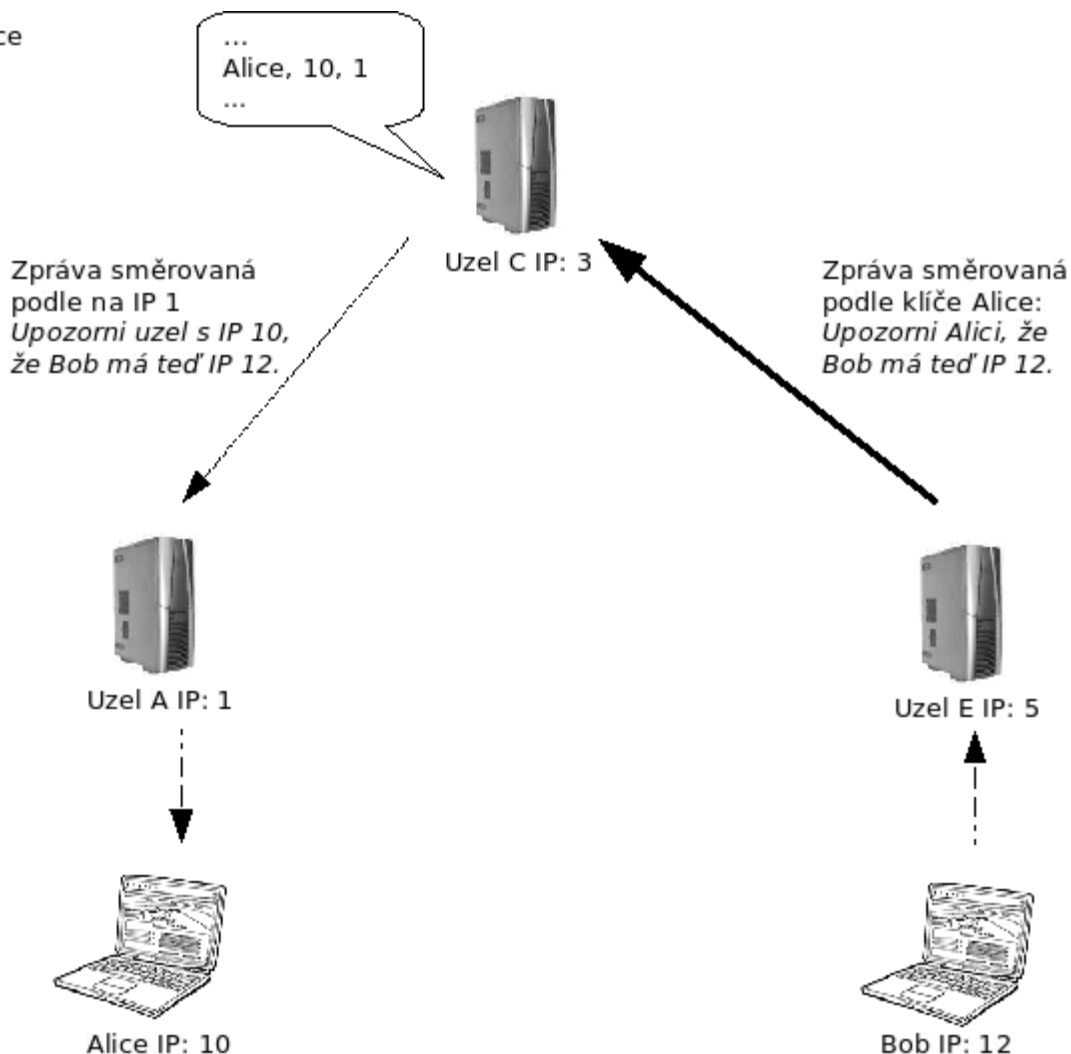 ...
Alice, 10, 1
...
Uzel C IP: 3
Zpráva směrovaná
podle na IP 1
Upozorni uzel s IP 10,
že Bob má teď IP 12.
Zpráva směrovaná
podle klíče Alice:
Upozorni Alici, že
Bob má teď IP 12.
Uzel A IP: 1
Uzel E IP: 5
Alice IP: 10
Bob IP: 12